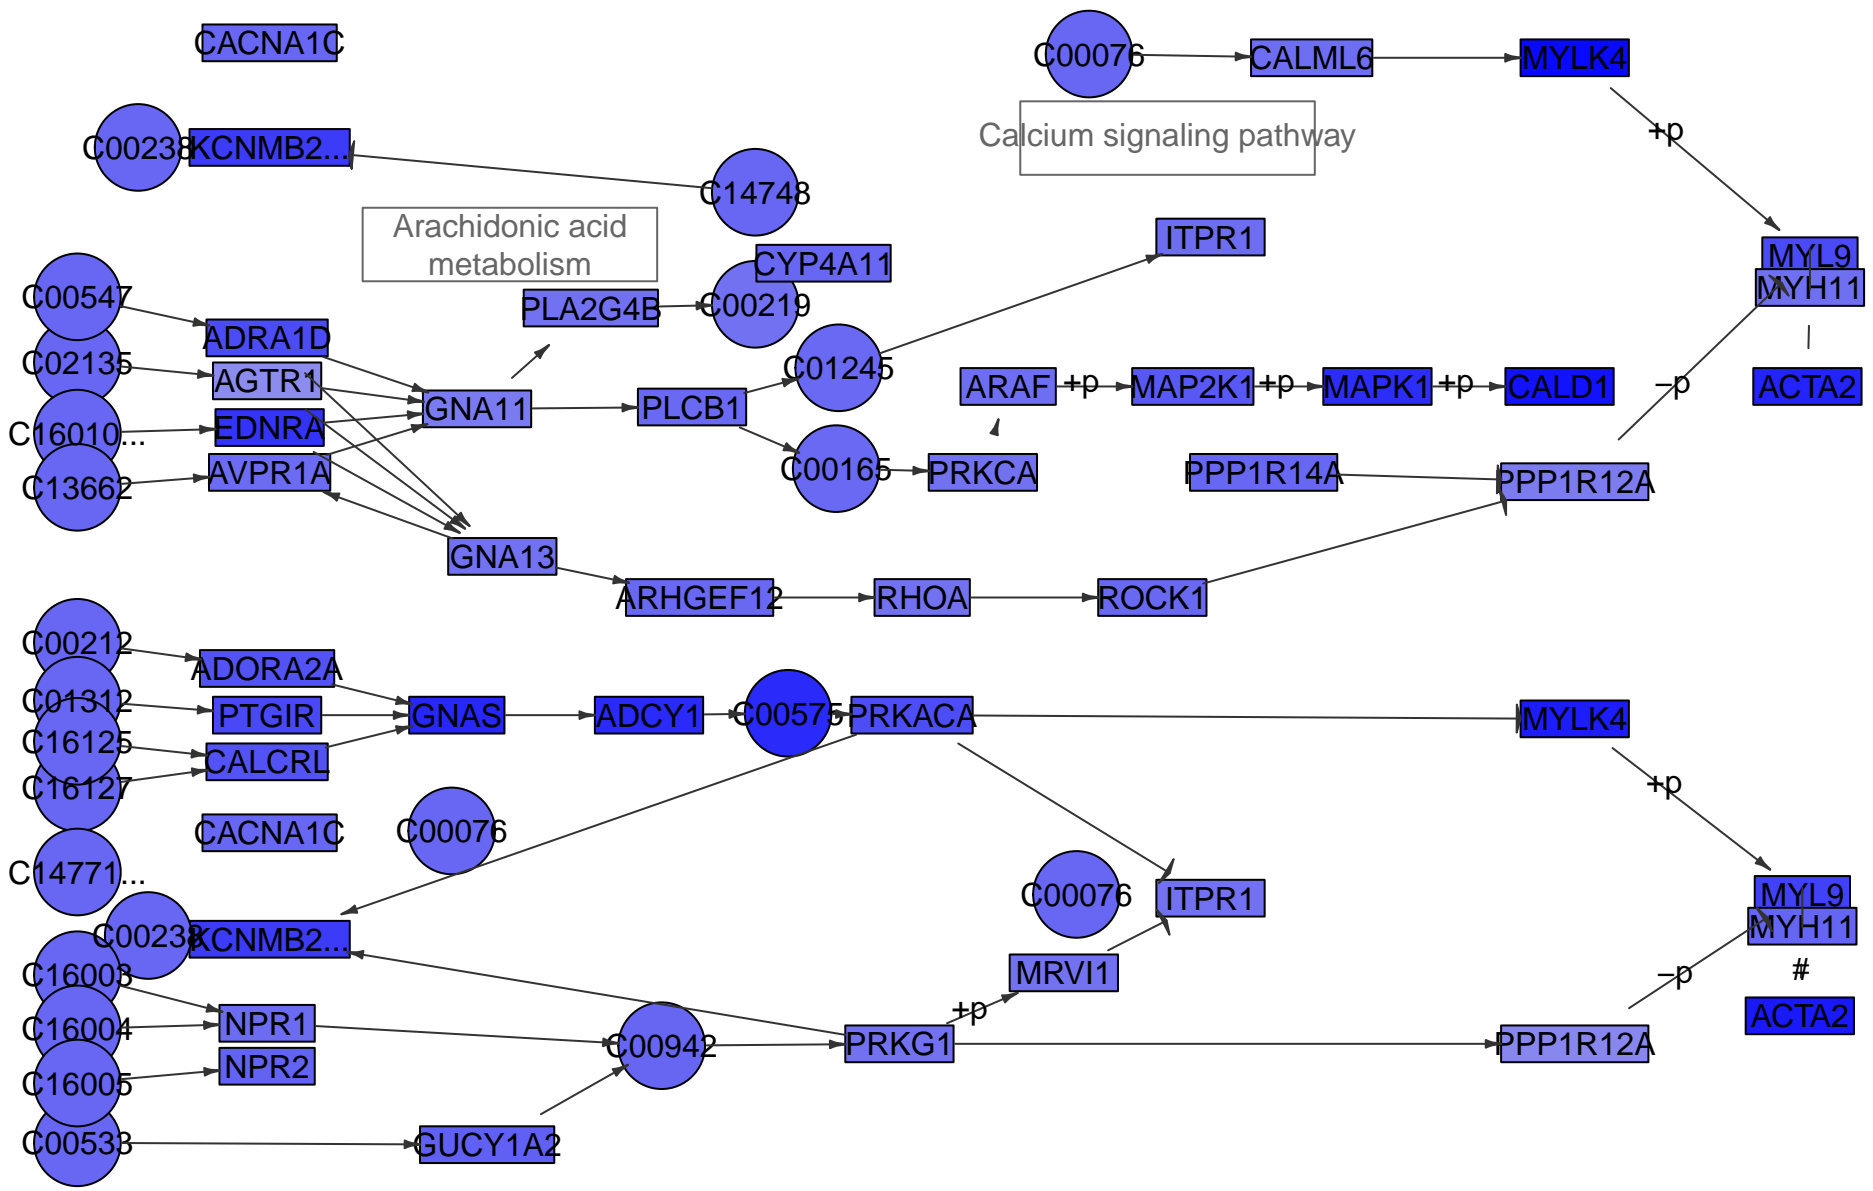 CACNA1C
C00076
CALML6
MYLK4
Calcium signaling pathway
+p
C00238
KCNMB2...
C14748
Arachidonic acid
metabolism
ITPR1
CYP4A11
MYL9
MYH11
C00547
PLA2G4B
C00219
ADRA1D
C02135
AGTR1
C01245
ARAF
+p
MAP2K1
+p
MAPK1
+p
CALD1
–p
ACTA2
GNA11
PLCB1
C16010...
EDNRA
C00165
PRKCA
PPP1R14A
PPP1R12A
C13662
AVPR1A
GNA13
ARHGEF12
RHOA
ROCK1
C00212
ADORA2A
C01312
PTGIR
GNAS
ADCY1
C00575
PRKACA
MYLK4
C16125
CALCRL
C16127
+p
CACNA1C
C00076
C14771...
C00076
ITPR1
MYL9
MYH11
C00238
KCNMB2...
C16003
MRVI1
–p
#
+p
C16004
NPR1
C00942
PRKG1
PPP1R12A
ACTA2
NPR2
C16005
C00533
GUCY1A2